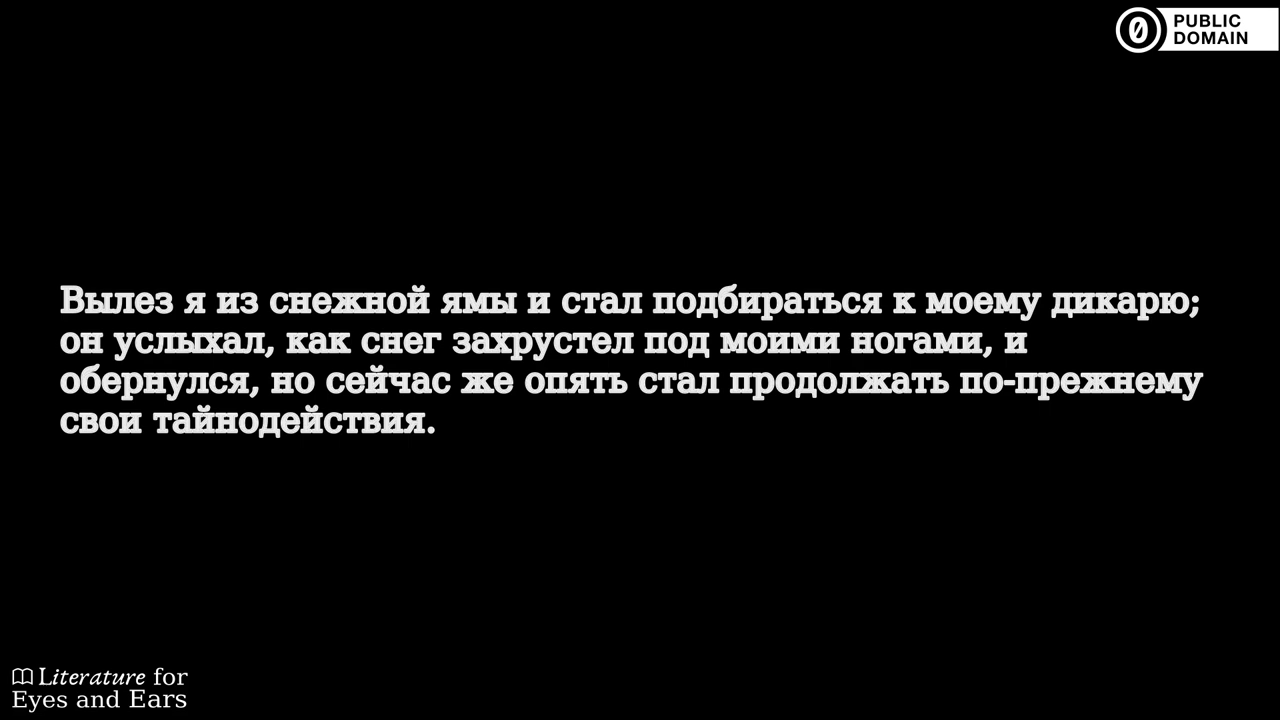 PUBLIC
DOMAIN
Вылез я из снежной ямы и стал подбираться к моему дикарю;
он услыхал, как снег захрустел под моими ногами, и
обернулся, но сейчас же опять стал продолжать по-прежнему
свои тайнодействия.
Literature for
Eyes and Ears